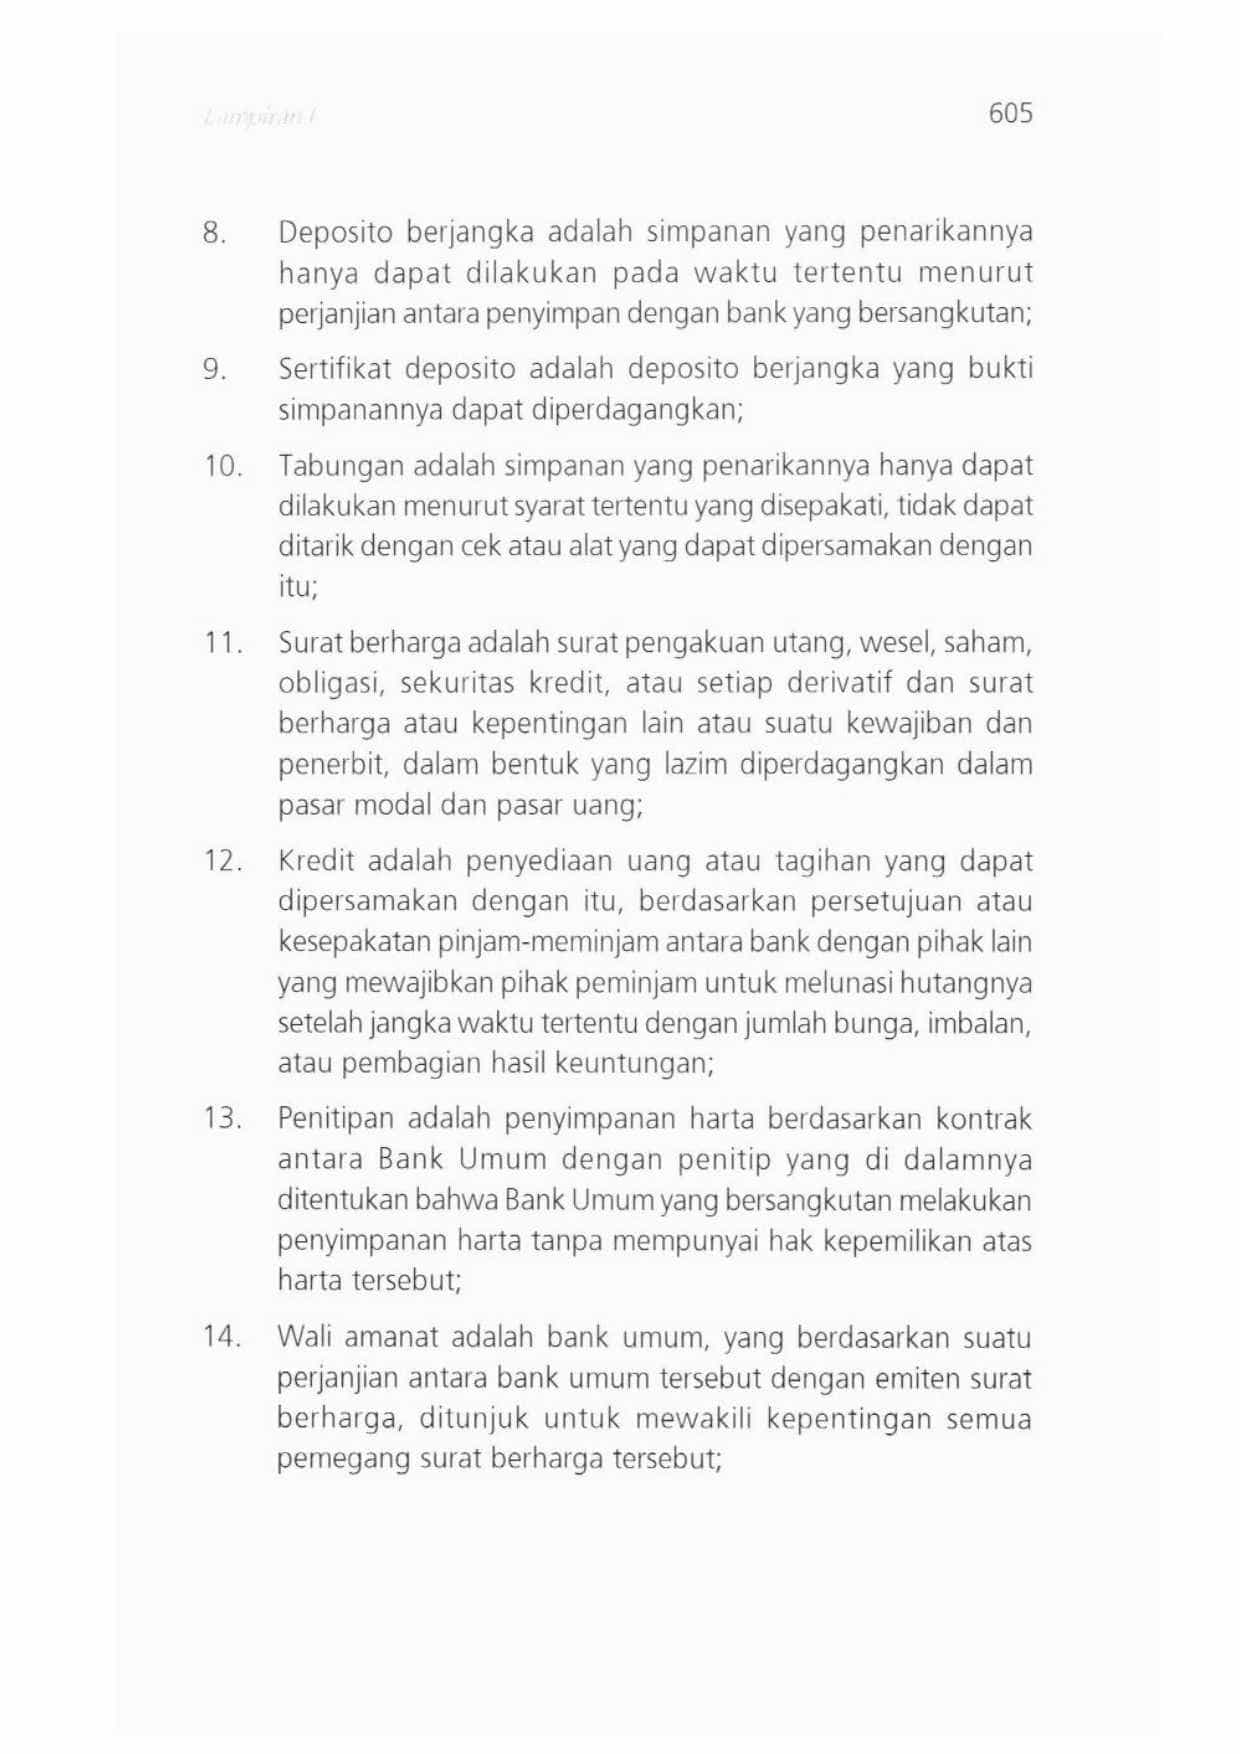 Lampiran I
605
8. Deposito berjangka adalah simpanan yang penarikannya
hanya dapat dilakukan pada waktu tertentu menurut
perjanjian antara penyimpan dengan bank yang bersangkutan;
9. Sertifikat deposito adalah deposito berjangka yang bukti
simpanannya dapat diperdagangkan;
10. Tabungan adalah simpanan yang penarikannya hanya dapat
dilakukan menurut syarat tertentu yang disepakati, tidak dapat
ditarik dengan cek atau alat yang dapat dipersamakan dengan
itu;
11. Surat berharga adalah surat pengakuan utang, wesel, saham,
obligasi, sekuritas kredit, atau setiap derivatif dan surat
berharga atau kepentingan lain atau suatu kewajiban dan
penerbit, dalam bentuk yang lazim diperdagangkan dalam
pasar modal dan pasar uang;
12. Kredit adalah penyediaan uang atau tagihan yang dapat
dipersamakan dengan itu, berdasarkan persetujuan atau
kesepakatan pinjam-meminjam antara bank dengan pihak lain
yang mewajibkan pihak peminjam untuk melunasi hutangnya
setelah jangka waktu tertentu dengan jumlah bunga, imbalan,
atau pembagian hasil keuntungan;
13. Penitipan adalah penyimpanan harta berdasarkan kontrak
antara Bank Umum dengan penitip yang di dalamnya
ditentukan bahwa Bank Umum yang bersangkutan melakukan
penyimpanan harta tanpa mempunyai hak kepemilikan atas
harta tersebut;
14. Wali amanat adalah bank umum, yang berdasarkan suatu
perjanjian antara bank umum tersebut dengan emiten surat
berharga, ditunjuk untuk mewakili kepentingan semua
pemegang surat berharga tersebut;